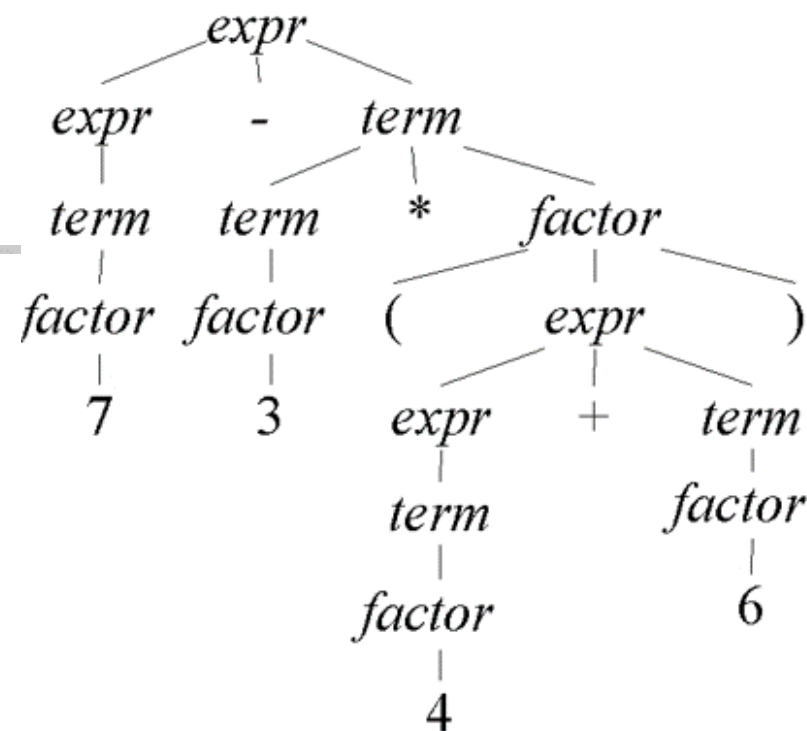 expr
expr - term
term term * factor
factor factor ( expr )
7 3 expr + term
term factor
factor 6
4